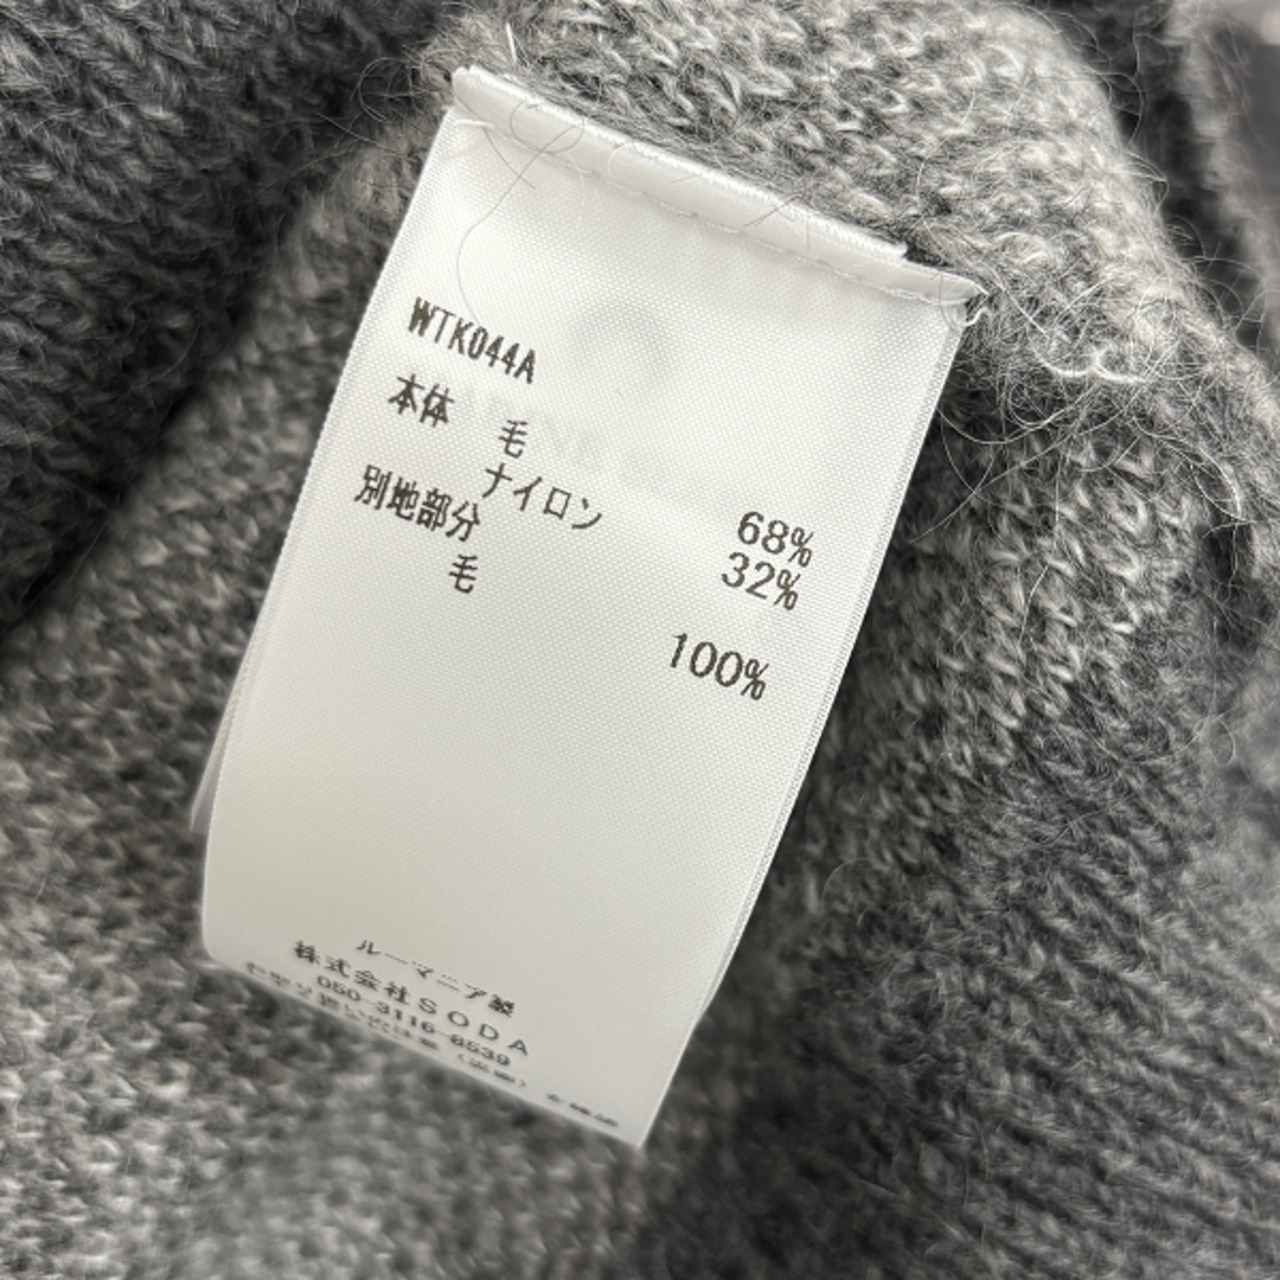 WTK044A
本体 毛 68%
ナイロン 32%
別地部分
毛 100%
ルーマニア製
株式会社SODA
050-3116-8539